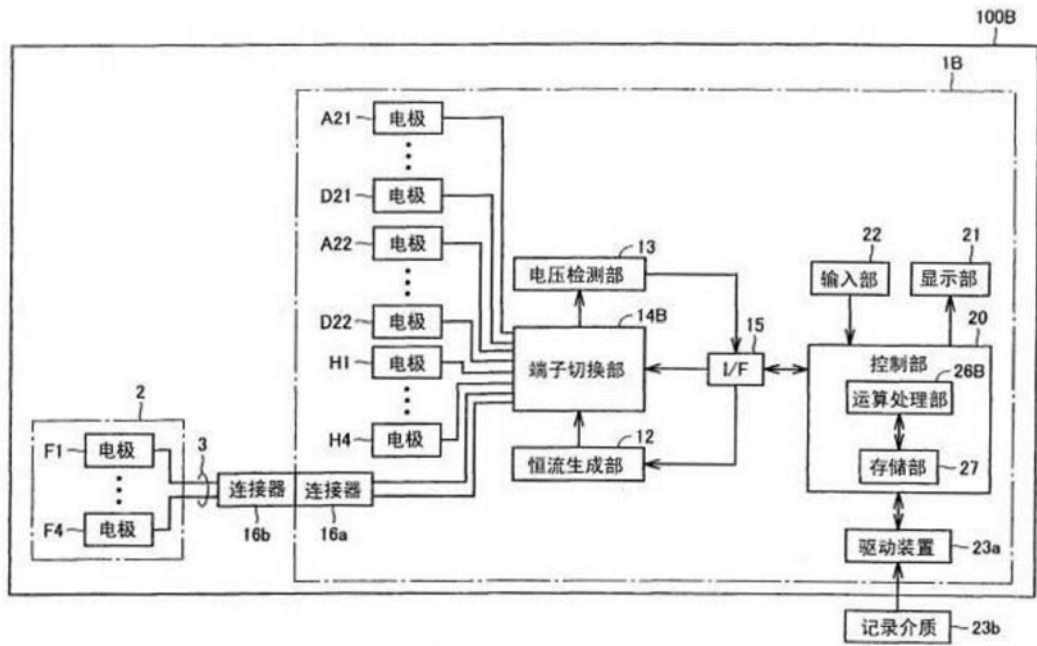 100B
1B
A21 电极
D21 电极
A22 电极
D22 电极
H1 电极
H4 电极
13
电压检测部
14B
端子切换部
12
恒流生成部
15
I/F
22
输入部
21
显示部
20
控制部
26B
运算处理部
存储部 27
驱动装置 23a
记录介质 23b
2
F1 电极
F4 电极
3
连接器 连接器
16b 16a